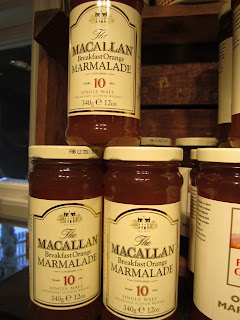 The
MACALLAN
Breakfast Orange
MARMALADE
10
SINGLE MALT
340g ℮ 12oz
The
MACALLAN
Breakfast Orange
MARMALADE
10
SINGLE MALT
340g ℮ 12oz
The
MACALLAN
Breakfast Orange
MARMALADE
10
SINGLE MALT
340g ℮ 12oz